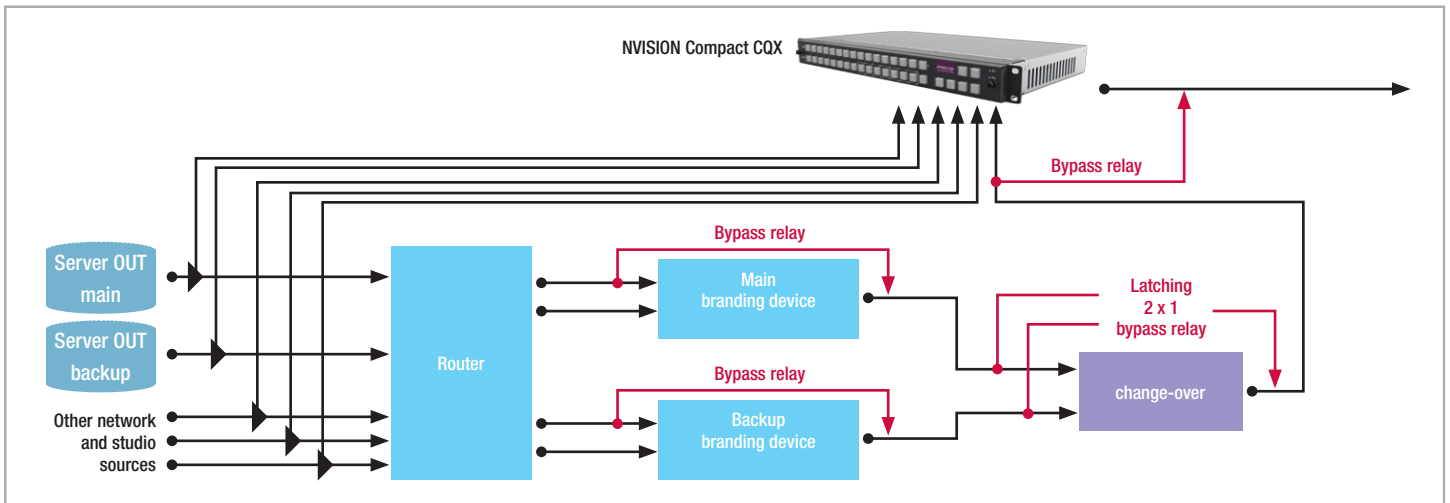 NVISION Compact CQX
Bypass relay
Server OUT
main
Server OUT
backup
Other network
and studio
sources
Router
Bypass relay
Main
branding device
Bypass relay
Backup
branding device
Latching
2 x 1
bypass relay
change-over